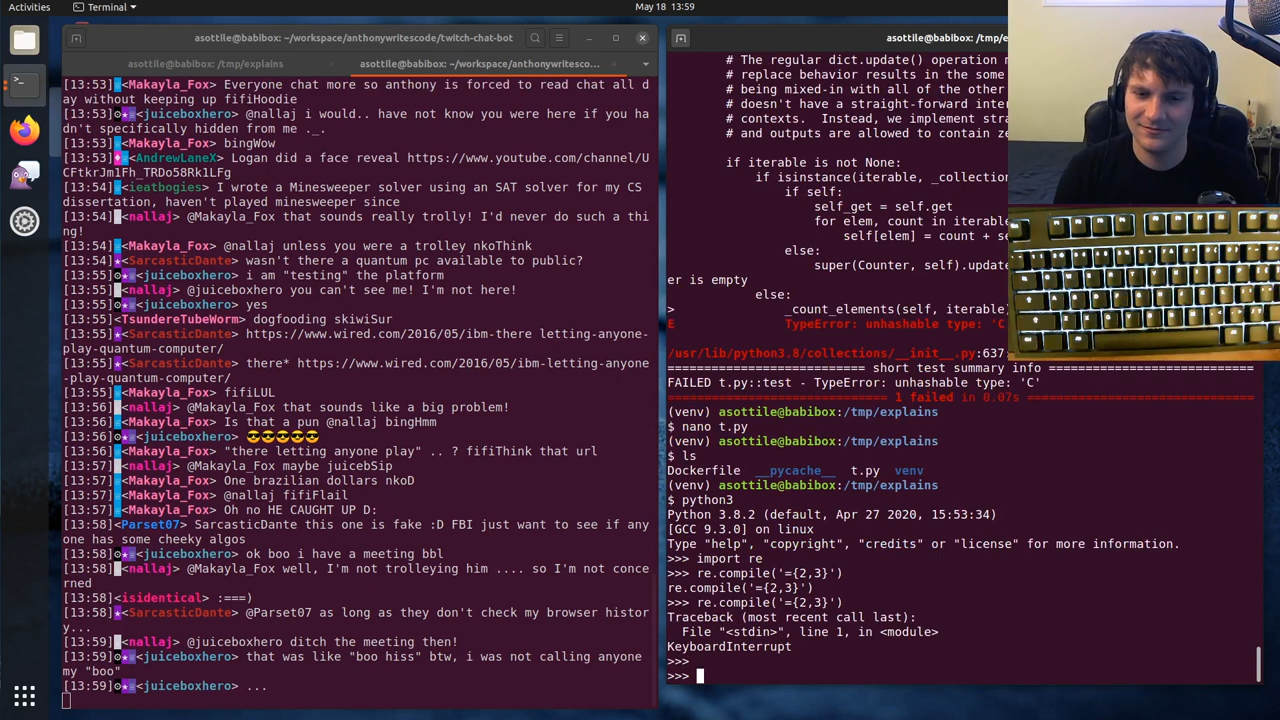 Activities
Terminal
May 18 13:59
asottile@babibox: ~/workspace/anthonywritescode/twitch-chat-bot
asottile@babibox: /tmp/explains
asottile@babibox: ~/workspace/anthonywritesco...
[13:53]<Makayla_Fox> Everyone chat more so anthony is forced to read chat all d
ay without keeping up fifiHoodie
[13:53]<juiceboxhero> @nallaj i would.. have not know you were here if you ha
dn't specifically hidden from me ._.
[13:53]<Makayla_Fox> bingWow
[13:53]<AndrewLaneX> Logan did a face reveal https://www.youtube.com/channel/U
CFtkrJm1Fh_TRDo58Rk1LFg
[13:54]<ieatbogies> I wrote a Minesweeper solver using an SAT solver for my CS
dissertation, haven't played minesweeper since
[13:54]<nallaj> @Makayla_Fox that sounds really trolly! I'd never do such a thi
ng!
[13:54]<Makayla_Fox> @nallaj unless you were a trolley nkoThink
[13:54]<SarcasticDante> wasn't there a quantum pc available to public?
[13:55]<juiceboxhero> i am "testing" the platform
[13:55]<nallaj> @juiceboxhero you can't see me! I'm not here!
[13:55]<juiceboxhero> yes
[13:55]<TsundereTubeWorm> dogfooding skiwiSur
[13:55]<SarcasticDante> https://www.wired.com/2016/05/ibm-there letting-anyone-
play-quantum-computer/
[13:55]<SarcasticDante> there* https://www.wired.com/2016/05/ibm-letting-anyone
-play-quantum-computer/
[13:55]<Makayla_Fox> fifiLUL
[13:56]<nallaj> @Makayla_Fox that sounds like a big problem!
[13:56]<Makayla_Fox> Is that a pun @nallaj bingHmm
[13:56]<juiceboxhero> 😎😎😎😎😎
[13:56]<Makayla_Fox> "there letting anyone play" .. ? fifiThink that url
[13:57]<nallaj> @Makayla_Fox maybe juicebSip
[13:57]<Makayla_Fox> One brazilian dollars nkoD
[13:57]<Makayla_Fox> @nallaj fifiFlail
[13:57]<Makayla_Fox> Oh no HE CAUGHT UP D:
[13:58]<Parset07> SarcasticDante this one is fake :D FBI just want to see if any
one has some cheeky algos
[13:58]<juiceboxhero> ok boo i have a meeting bbl
[13:58]<nallaj> @Makayla_Fox well, I'm not trolleying him .... so I'm not conce
rned
[13:58]<isidentical> :===)
[13:58]<SarcasticDante> @Parset07 as long as they don't check my browser histor
y...
[13:59]<nallaj> @juiceboxhero ditch the meeting then!
[13:59]<juiceboxhero> that was like "boo hiss" btw, i was not calling anyone
my "boo"
[13:59]<juiceboxhero> ...
asottile@babibox: /tmp/e
# The regular dict.update() operation m
# replace behavior results in the some
# being mixed-in with all of the other
# doesn't have a straight-forward inter
# contexts. Instead, we implement stra
# and outputs are allowed to contain ze
if iterable is not None:
if isinstance(iterable, _collection
if self:
self_get = self.get
for elem, count in iterable
self[elem] = count + se
else:
super(Counter, self).update
er is empty
else:
> _count_elements(self, iterable)
E TypeError: unhashable type: 'C
/usr/lib/python3.8/collections/__init__.py:637:
=========================== short test summary info ============================
FAILED t.py::test - TypeError: unhashable type: 'C'
============================== 1 failed in 0.07s ===============================
(venv) asottile@babibox:/tmp/explains
$ nano t.py
(venv) asottile@babibox:/tmp/explains
$ ls
Dockerfile __pycache__ t.py venv
(venv) asottile@babibox:/tmp/explains
$ python3
Python 3.8.2 (default, Apr 27 2020, 15:53:34)
[GCC 9.3.0] on linux
Type "help", "copyright", "credits" or "license" for more information.
>>> import re
>>> re.compile('={2,3}')
re.compile('={2,3}')
>>> re.compile('={2,3}')
Traceback (most recent call last):
File "<stdin>", line 1, in <module>
KeyboardInterrupt
>>>
>>>